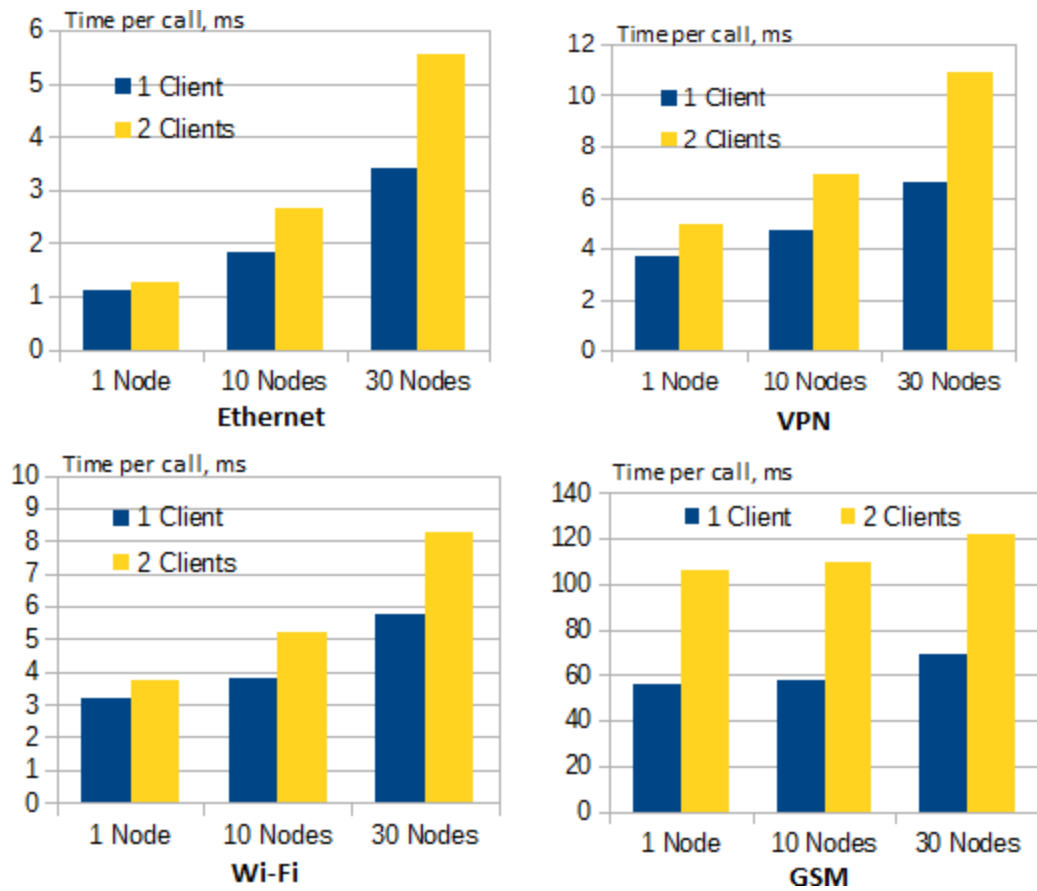 Time per call, ms
6
5
4
3
2
1
0
1 Client
2 Clients
1 Node
10 Nodes
30 Nodes
Ethernet
Time per call, ms
12
10
8
6
4
2
0
1 Client
2 Clients
1 Node
10 Nodes
30 Nodes
VPN
Time per call, ms
10
9
8
7
6
5
4
3
2
1
0
1 Client
2 Clients
1 Node
10 Nodes
30 Nodes
Wi-Fi
Time per call, ms
140
120
100
80
60
40
20
0
1 Client
2 Clients
1 Node
10 Nodes
30 Nodes
GSM